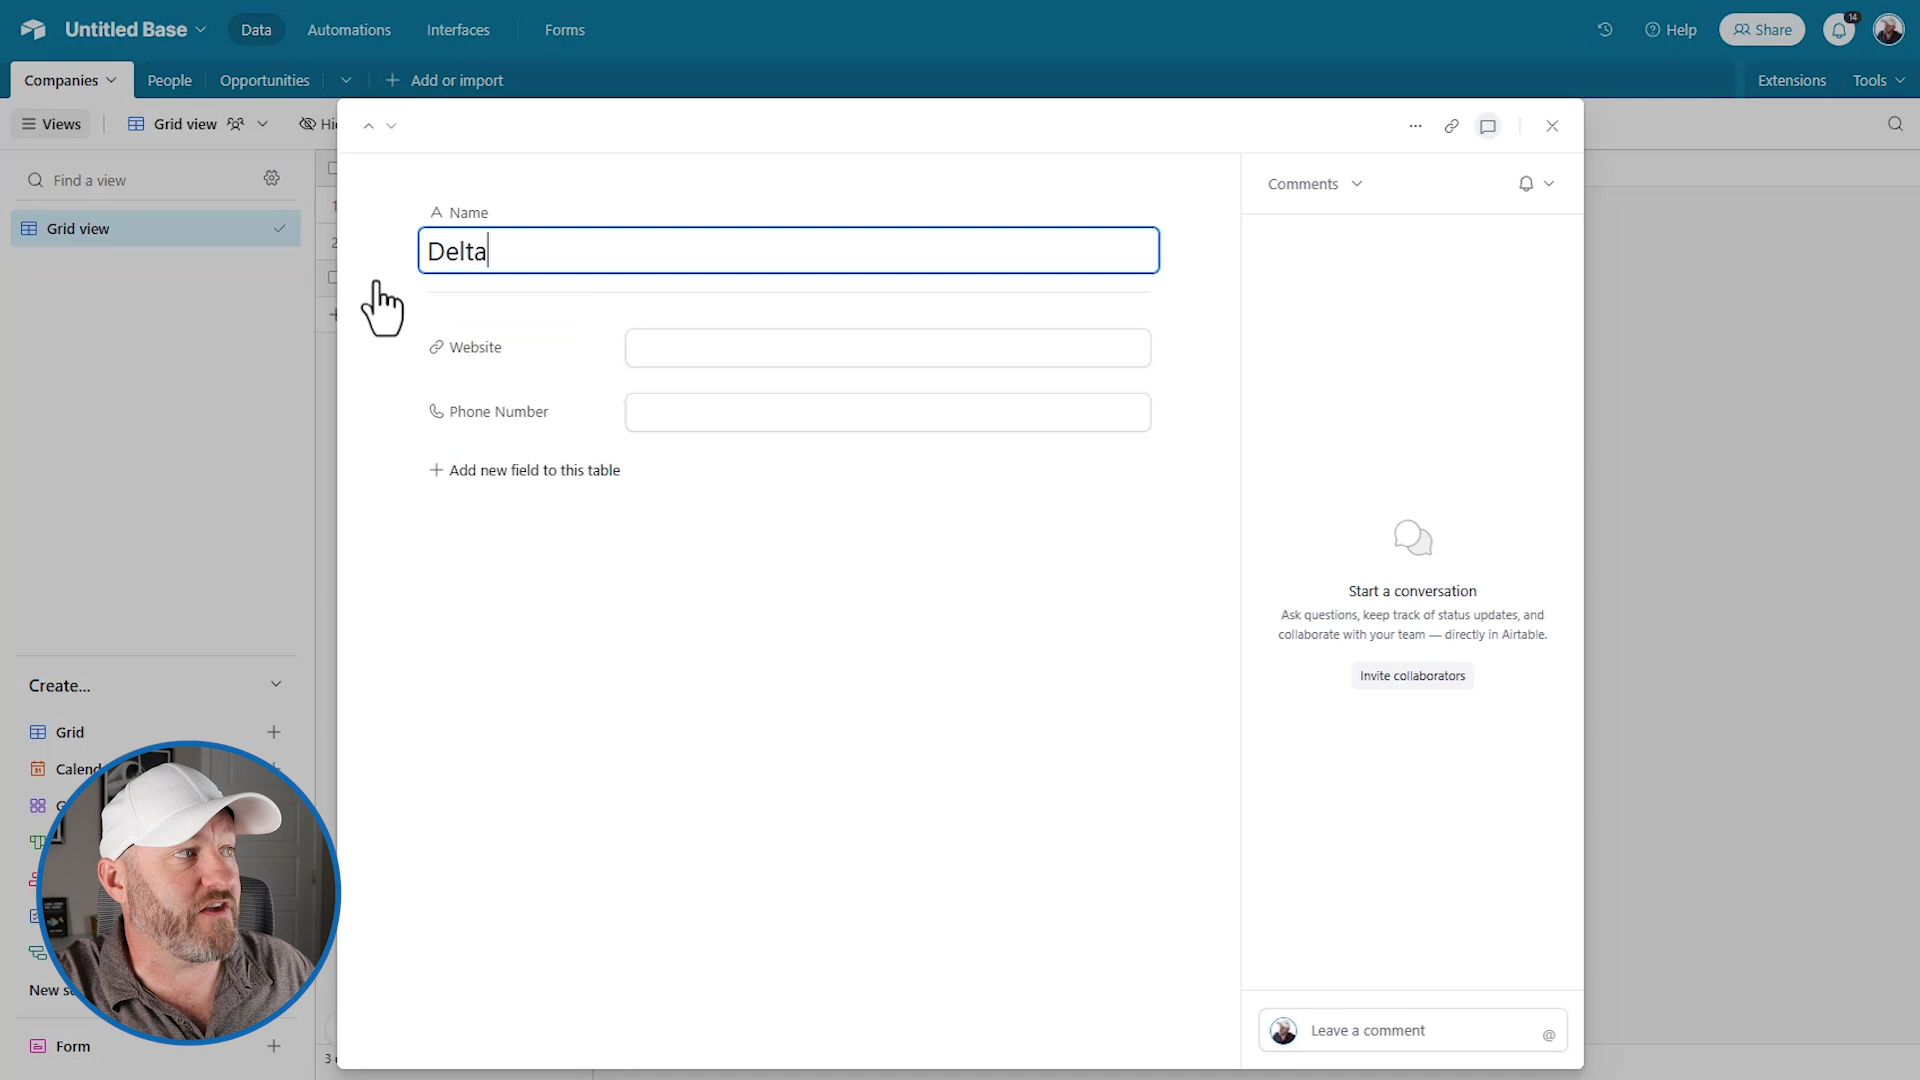 Untitled Base
Data
Automations
Interfaces
Forms
Help
Share
14
Companies
People
Opportunities
Add or import
Extensions
Tools
Views
Grid view
Find a view
Grid view
Create...
Grid
Form
1
2
Name
Delta
Website
Phone Number
Add new field to this table
Comments
Start a conversation
Ask questions, keep track of status updates, and
collaborate with your team — directly in Airtable.
Invite collaborators
Leave a comment
@